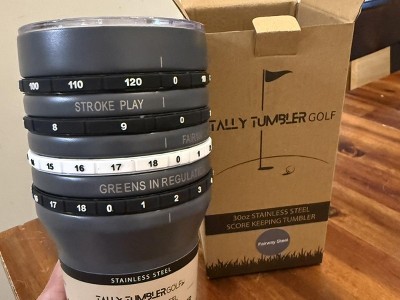 100 110 120 0
STROKE PLAY
8 9 0
FAIRW
15 16 17 18 0 1
GREENS IN REGULATIO
18 0 1 2 3
STAINLESS STEEL
TALLY TUMBLER GOLF
TALLY TUMBLER GOLF
30oz STAINLESS STEEL
SCORE KEEPING TUMBLER
Fairway Steel